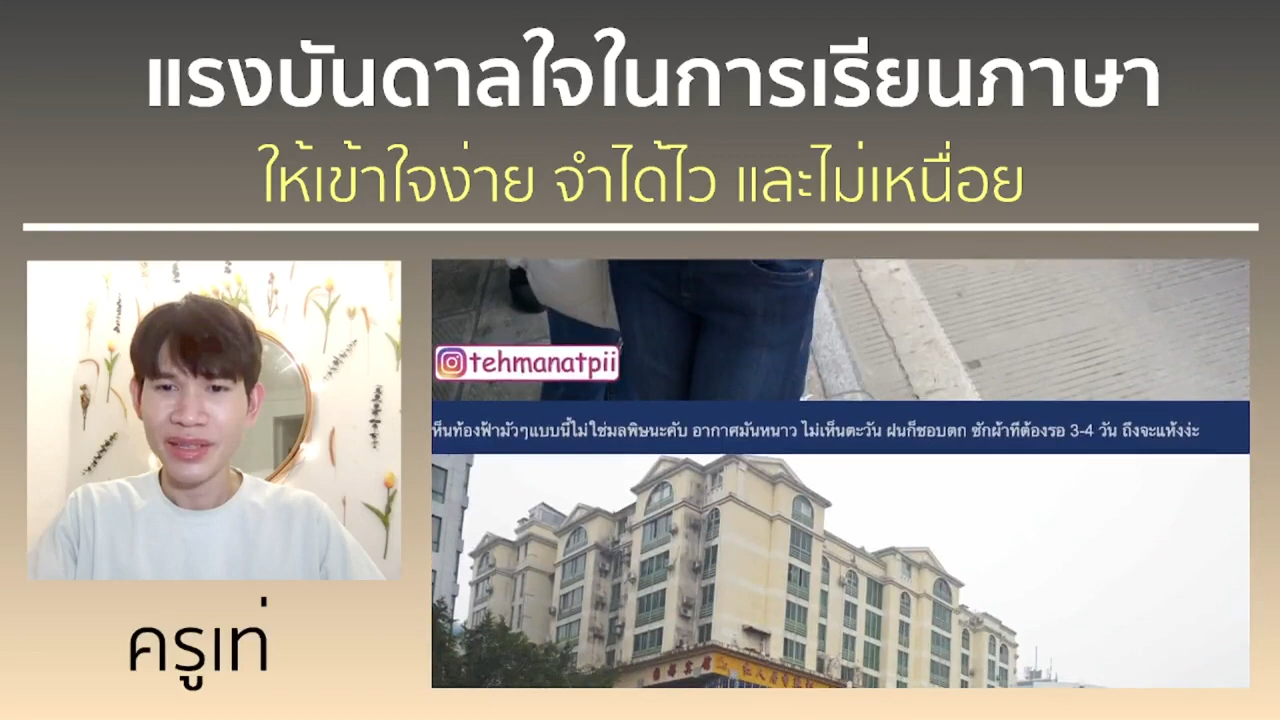 แรงบันดาลใจในการเรียนภาษา
ให้เข้าใจง่าย จำได้ไว และไม่เหนื่อย
tehmanatpii
ห็นท้องฟ้ามัวๆแบบนี้ไม่ใช่มลพิษนะคับ อากาศมันหนาว ไม่เห็นตะวัน ฝนก็ชอบตก ซักผ้าทีต้องรอ 3-4 วัน ถึงจะแห้งง่ะ
ครูเท่